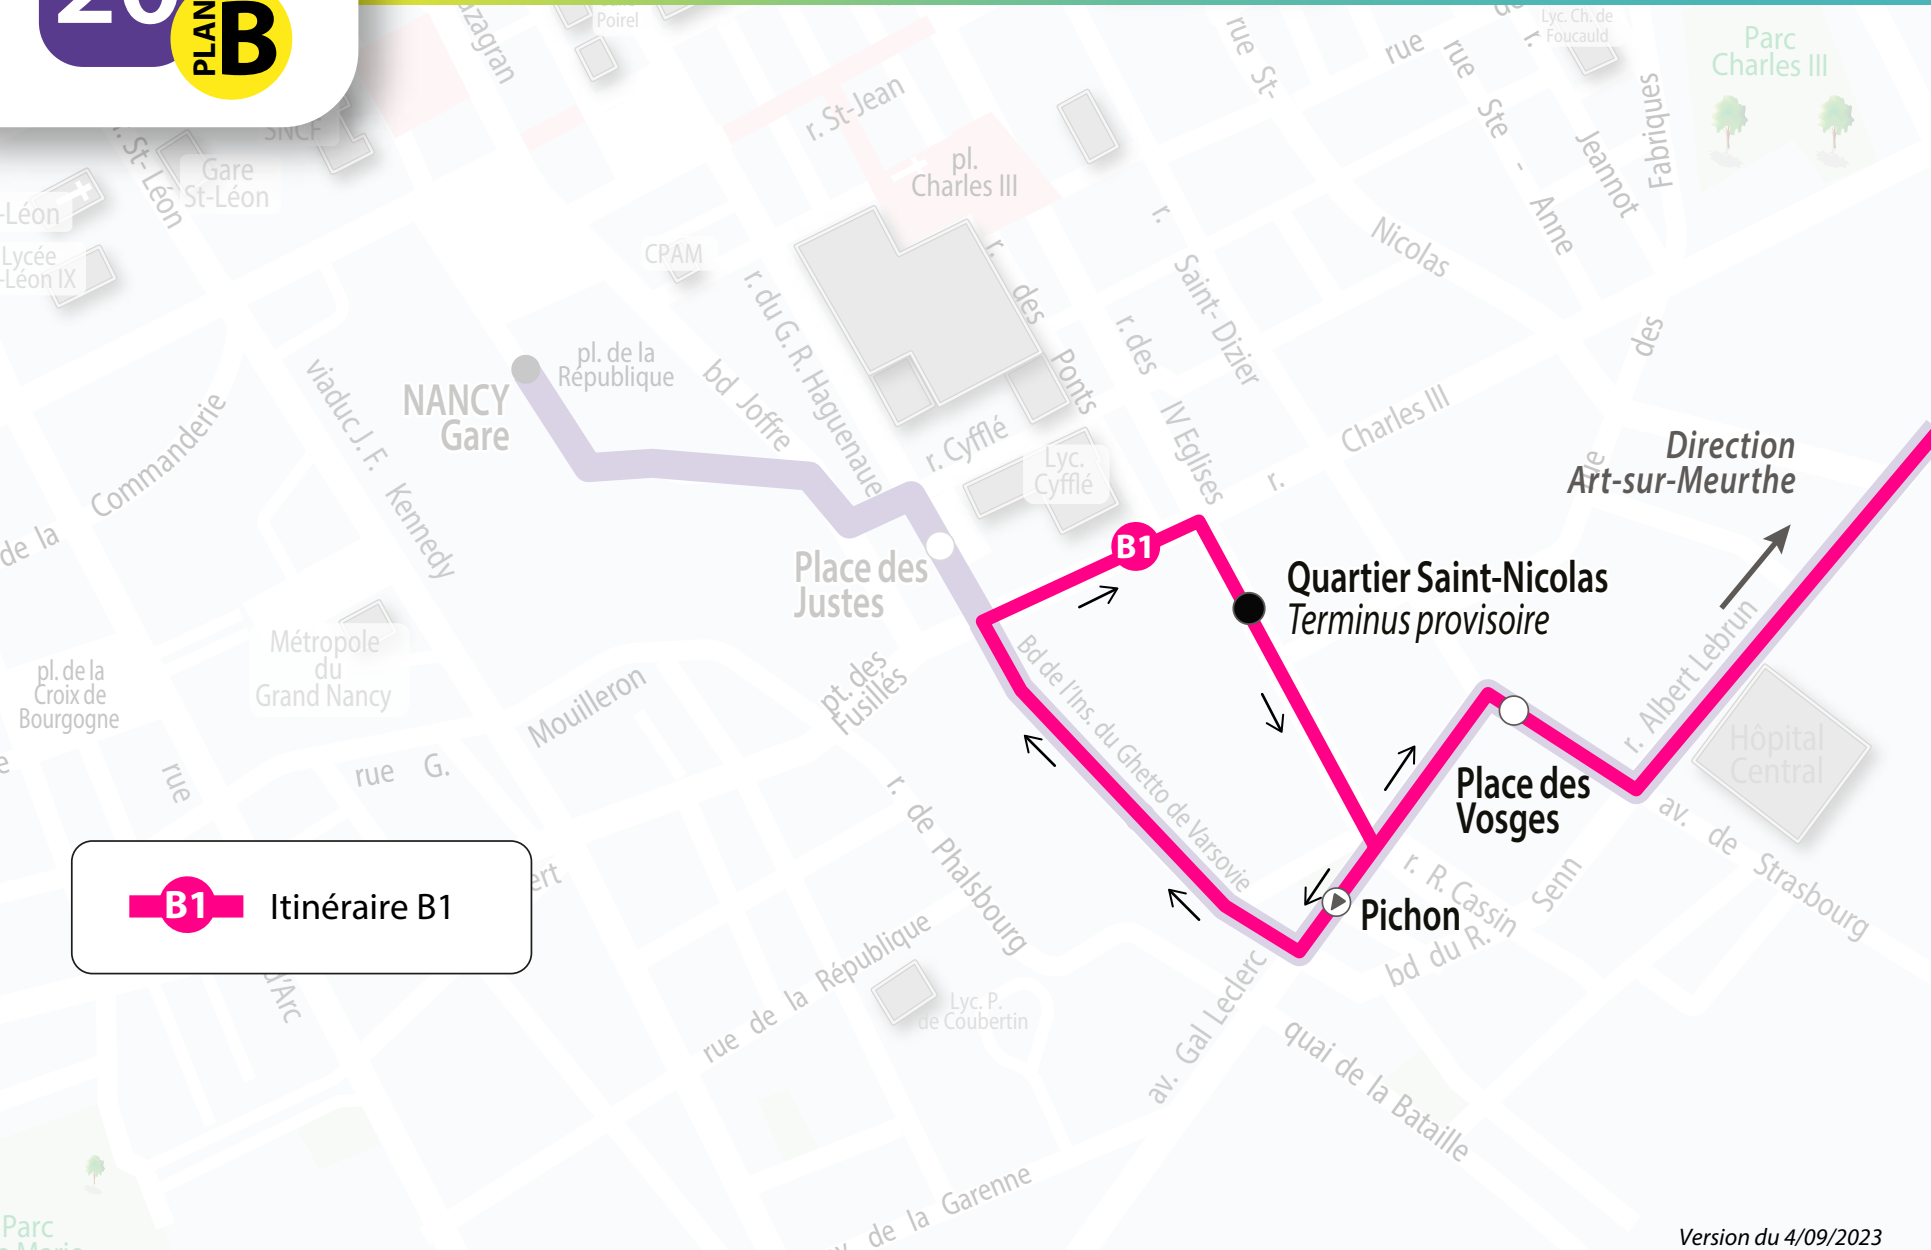 PLAN
B
Poirel
Lyc. Ch. de
Foucauld
Parc
Charles III
r. St-Jean
rue St-
rue
rue
Ste - Anne
r.
Jeannot
Fabriques
SNCF
r. St-Léon
Gare
St-Léon
-Léon
Lycée
-Léon IX
pl.
Charles III
CPAM
r. du G. R. Haguenauer
r. des Ponts
r. des IV Eglises
r. Saint-Dizier
Nicolas
des
r. Charles III
pl. de la
République
NANCY
Gare
bd Joffre
viaduc J. F. Kennedy
de la Commanderie
r. Cyfflé
Lyc.
Cyfflé
rue
Direction
Art-sur-Meurthe
B1
Place des
Justes
Quartier Saint-Nicolas
Terminus provisoire
Métropole
du
Grand Nancy
pl. de la
Croix de
Bourgogne
rue
rue G. Mouilleron
pt. des
Fusillés
Bd de l'Ins. du Ghetto de Varsovie
r. Albert Lebrun
Hôpital
Central
Place des
Vosges
av. de Strasbourg
r. R. Cassin
bd du R. Senn
Pichon
B1 Itinéraire B1
ert
d'Arc
r. de Phalsbourg
rue de la République
Lyc. P.
de Coubertin
av. Gal Leclerc
quai de la Bataille
de la Garenne
Parc
Version du 4/09/2023